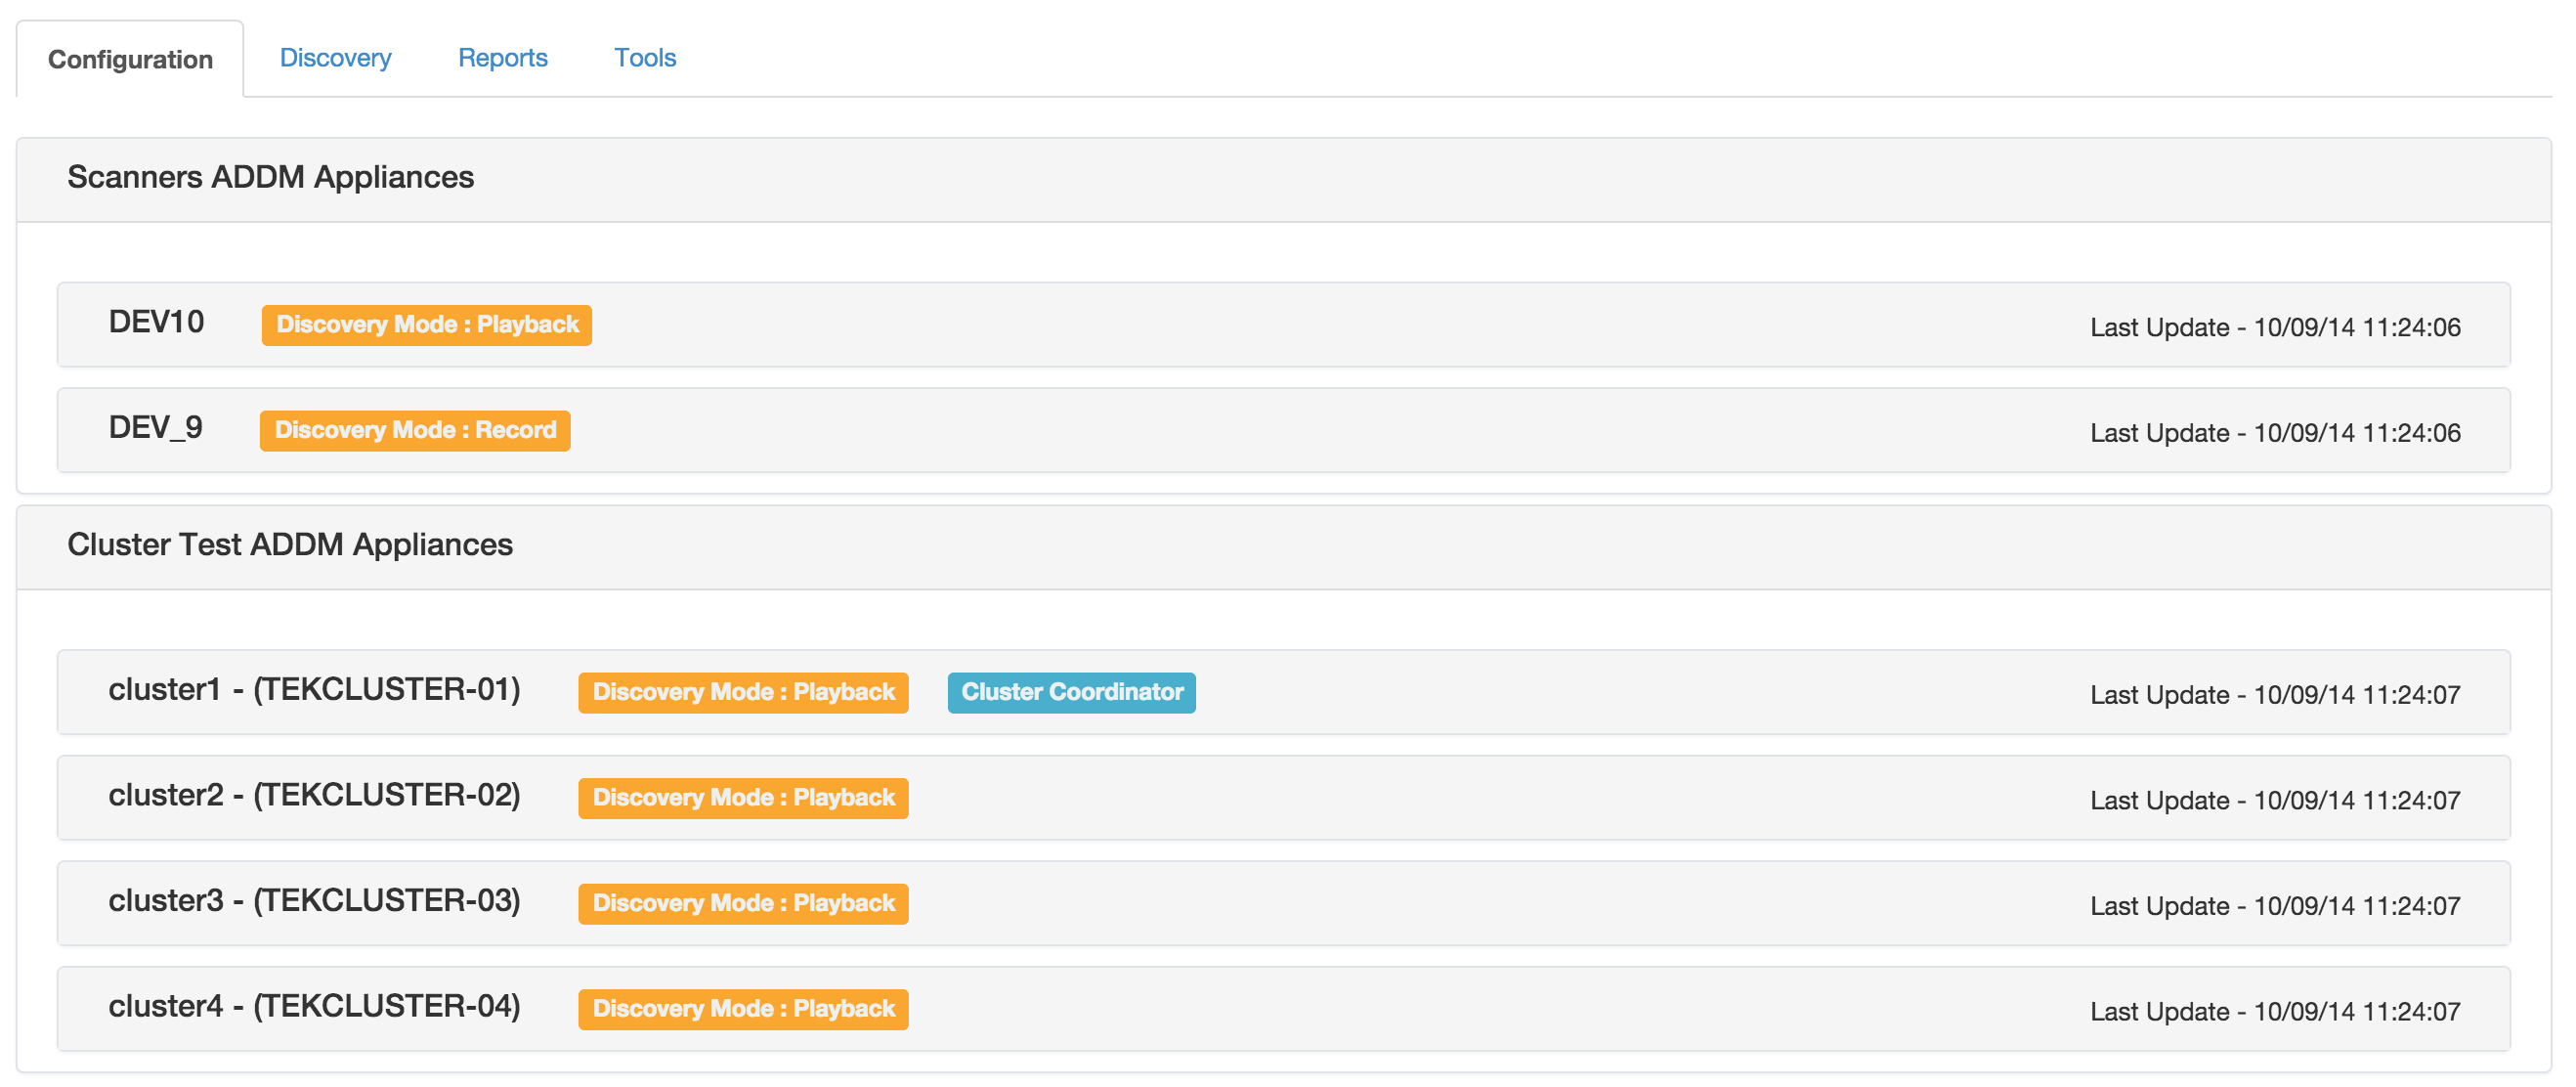 Configuration Discovery Reports Tools
Scanners ADDM Appliances
DEV10 Discovery Mode : Playback Last Update - 10/09/14 11:24:06
DEV_9 Discovery Mode : Record Last Update - 10/09/14 11:24:06
Cluster Test ADDM Appliances
cluster1 - (TEKCLUSTER-01) Discovery Mode : Playback Cluster Coordinator Last Update - 10/09/14 11:24:07
cluster2 - (TEKCLUSTER-02) Discovery Mode : Playback Last Update - 10/09/14 11:24:07
cluster3 - (TEKCLUSTER-03) Discovery Mode : Playback Last Update - 10/09/14 11:24:07
cluster4 - (TEKCLUSTER-04) Discovery Mode : Playback Last Update - 10/09/14 11:24:07